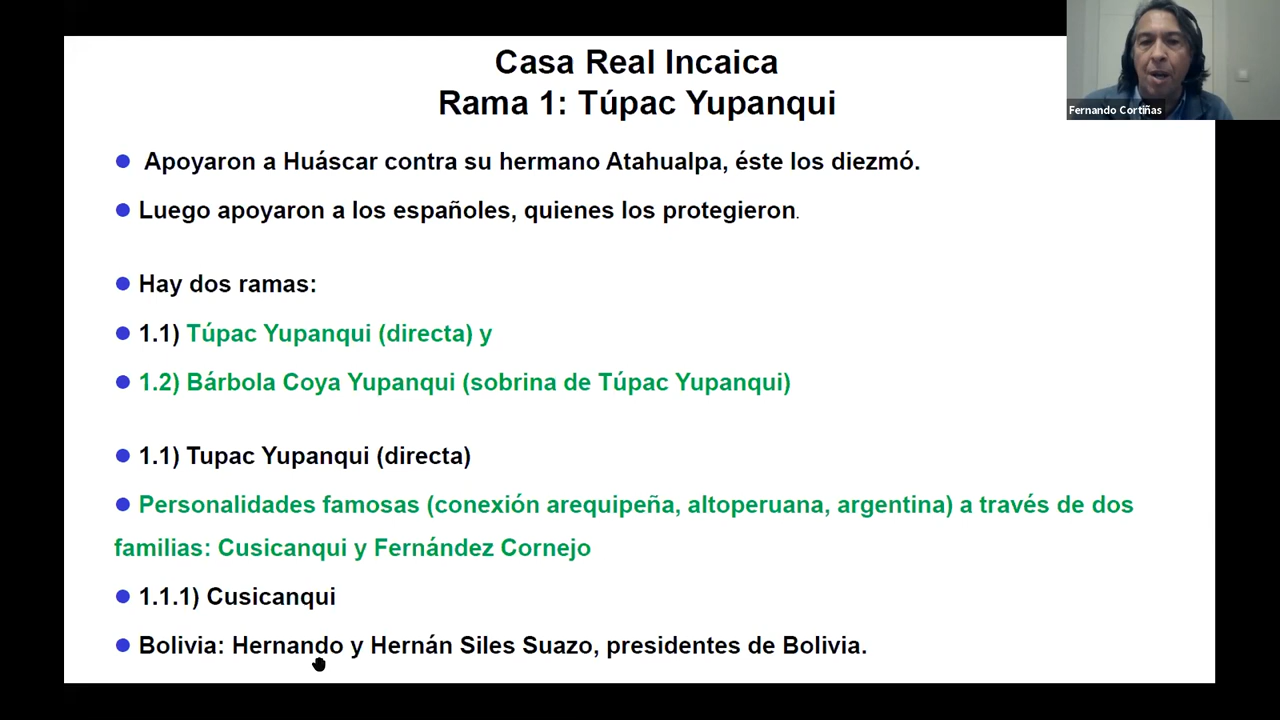 Casa Real Incaica
Rama 1: Túpac Yupanqui
Fernando Cortiñas
Apoyaron a Huáscar contra su hermano Atahualpa, éste los diezmó.
Luego apoyaron a los españoles, quienes los protegieron.
Hay dos ramas:
1.1) Túpac Yupanqui (directa) y
1.2) Bárbola Coya Yupanqui (sobrina de Túpac Yupanqui)
1.1) Tupac Yupanqui (directa)
Personalidades famosas (conexión arequipeña, altoperuana, argentina) a través de dos
familias: Cusicanqui y Fernández Cornejo
1.1.1) Cusicanqui
Bolivia: Hernando y Hernán Siles Suazo, presidentes de Bolivia.